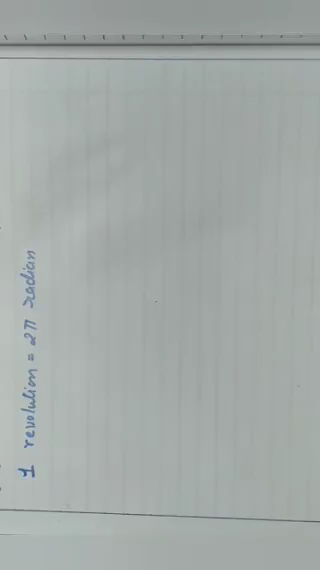 1 revolution = 2π radian